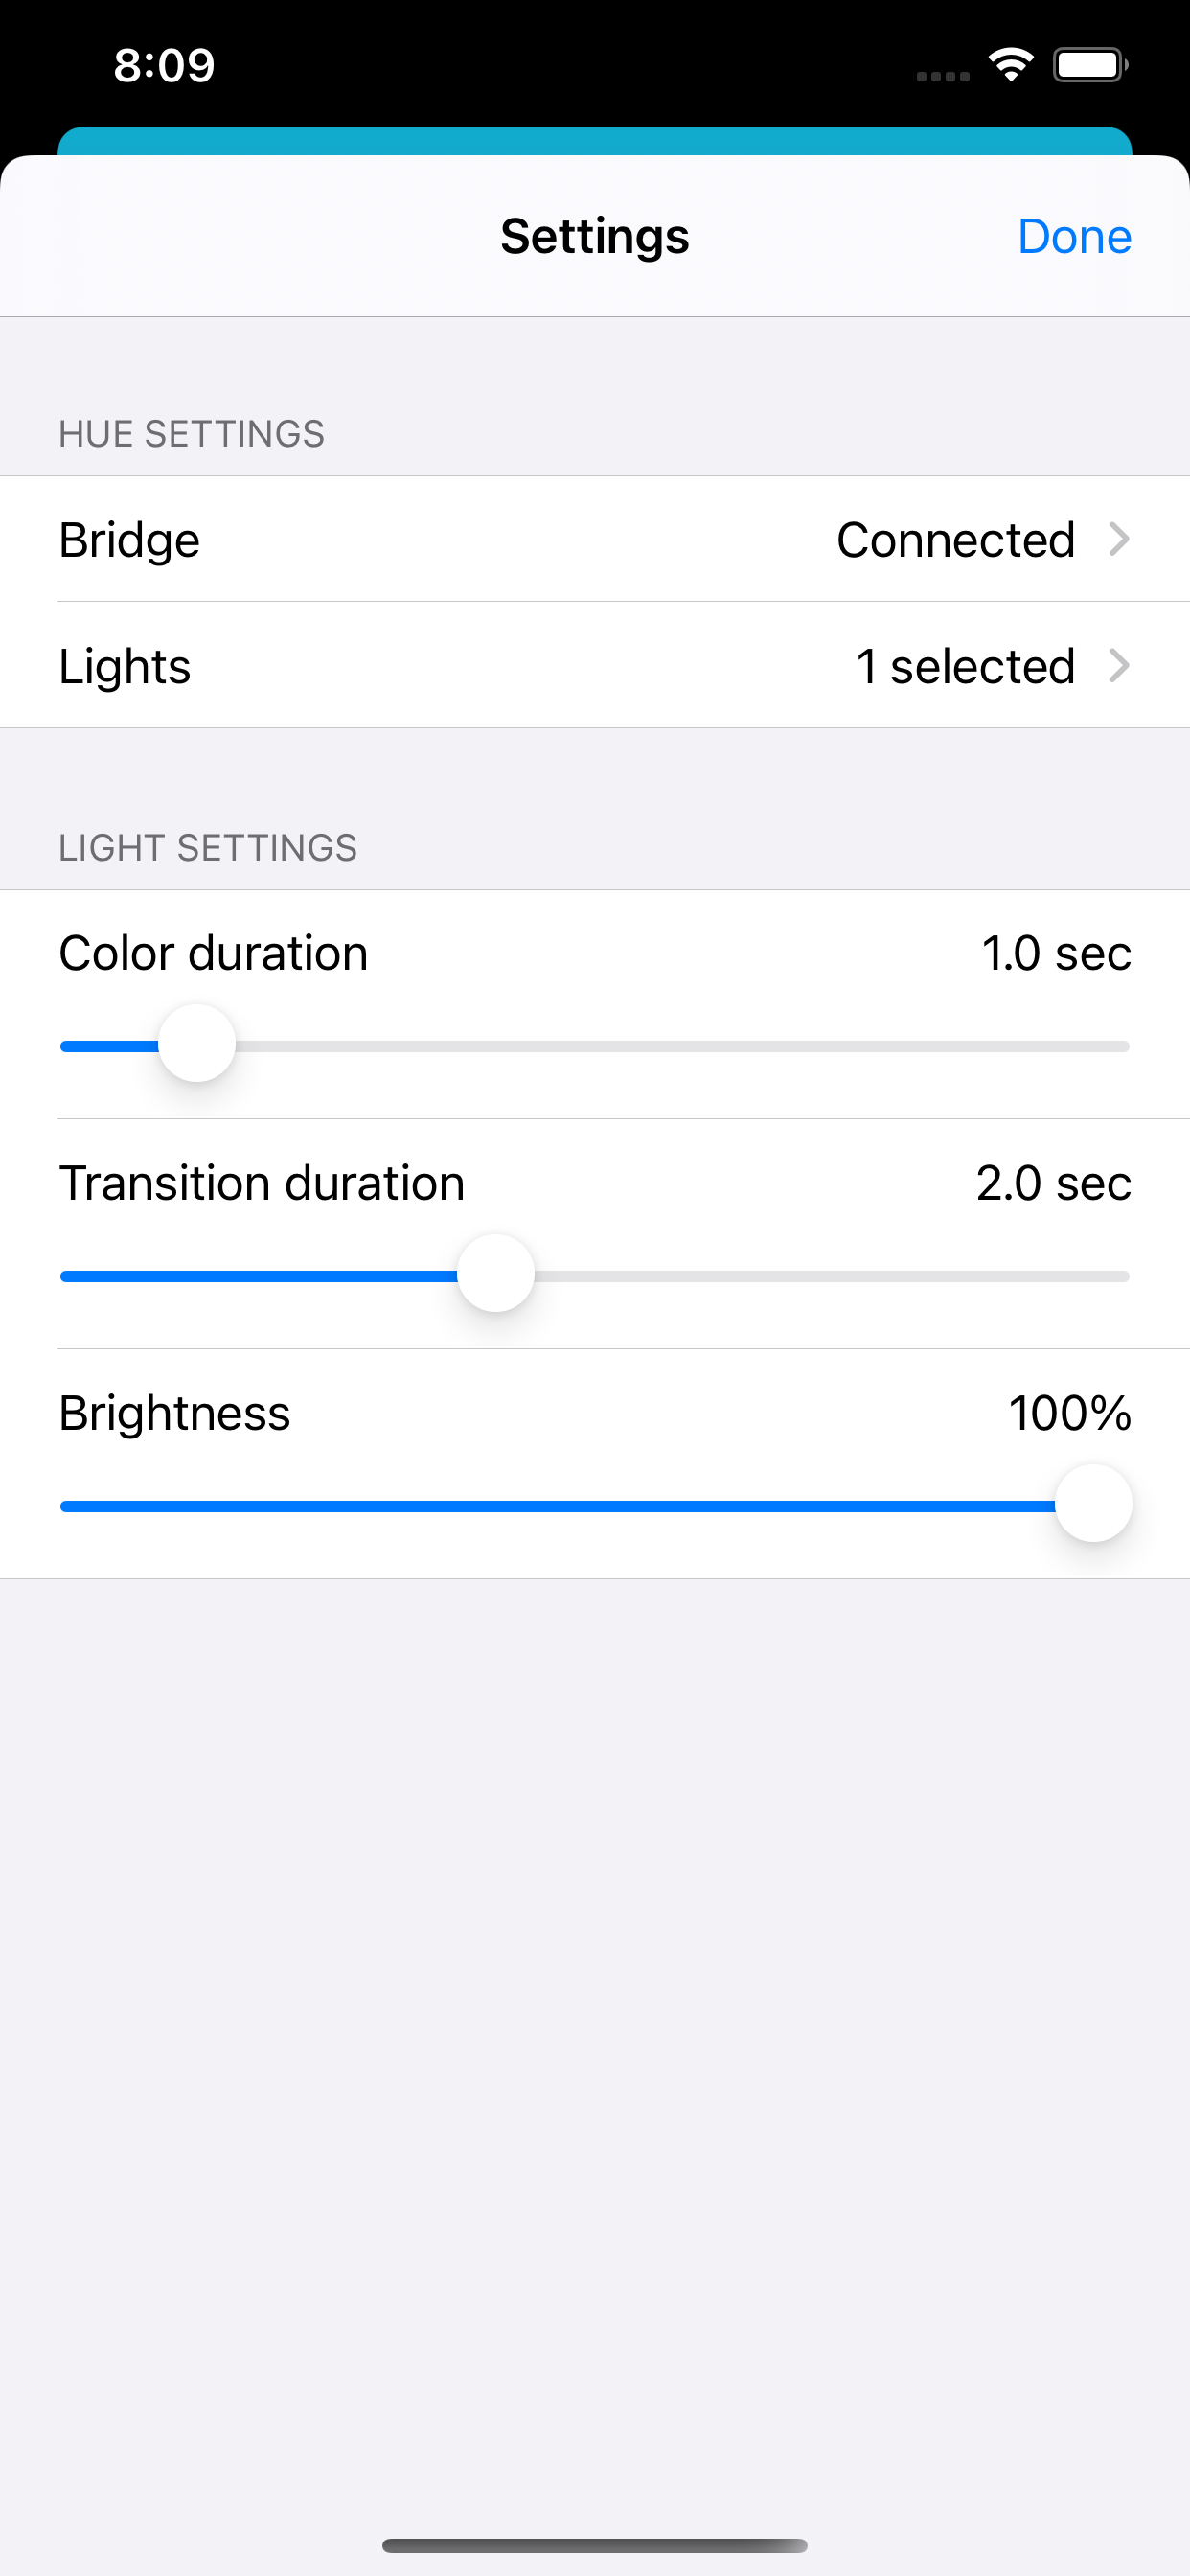 8:09
Settings Done
HUE SETTINGS
Bridge Connected
Lights 1 selected
LIGHT SETTINGS
Color duration 1.0 sec
Transition duration 2.0 sec
Brightness 100%